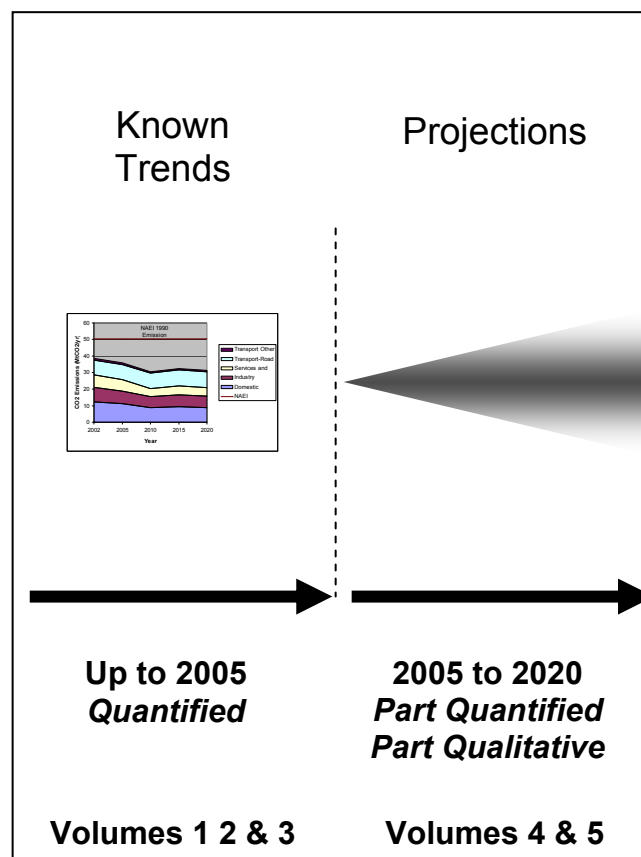 Known
Trends
Projections
NAEI 1990
Emission
CO2 Emissions (MtCO2/yr)
60
50
40
30
20
10
0
2002
2005
2010
2015
2020
Year
Transport Other
Transport-Road
Services and
Industry
Domestic
NAEI
Up to 2005
Quantified
2005 to 2020
Part Quantified
Part Qualitative
Volumes 1 2 & 3
Volumes 4 & 5